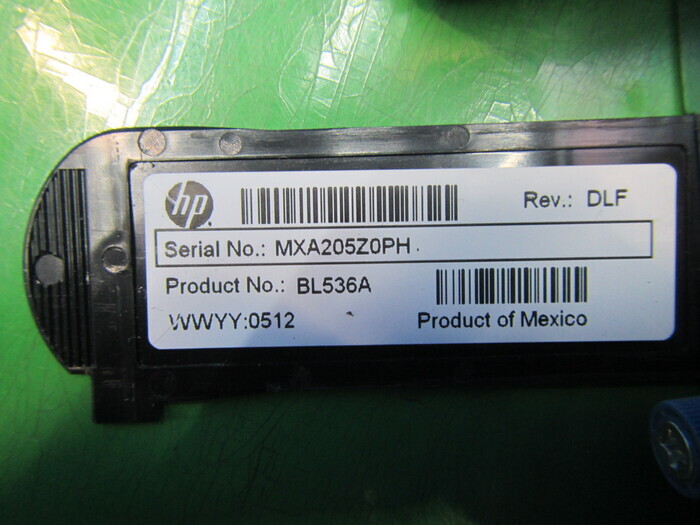 hp
Rev.: DLF
Serial No.: MXA205Z0PH
Product No.: BL536A
WWYY:0512
Product of Mexico